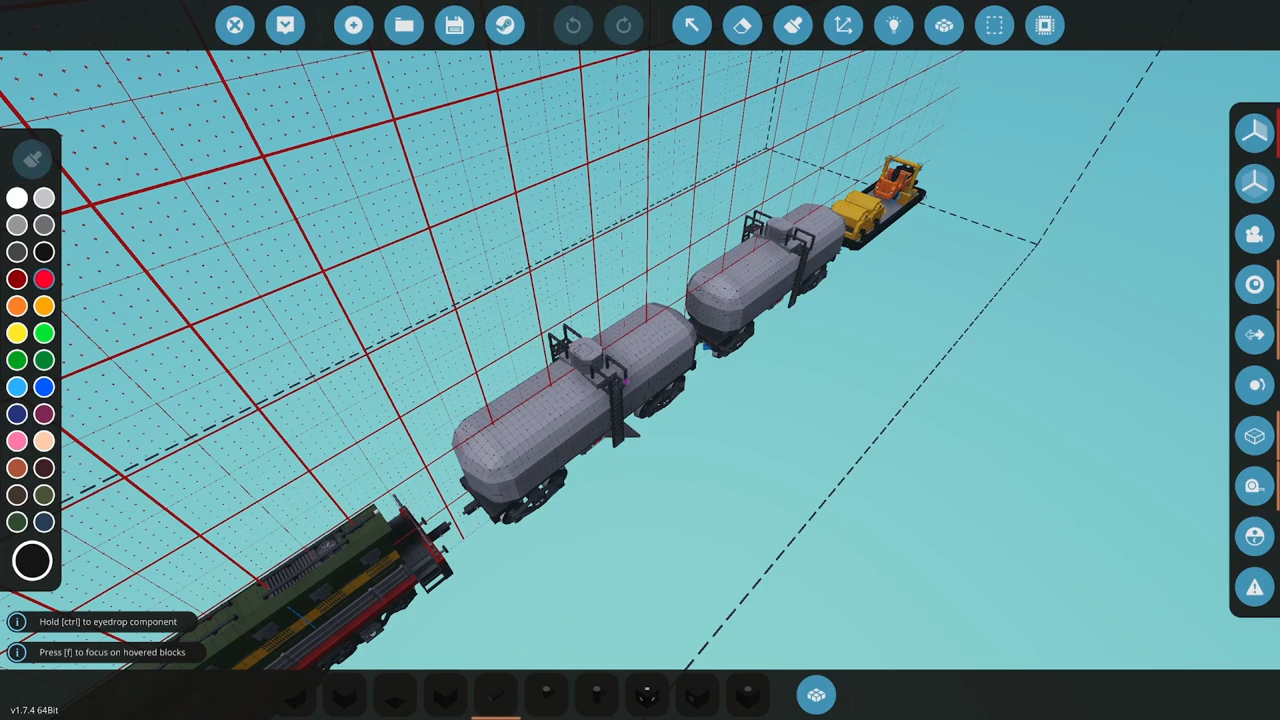 Hold [ctrl] to eyedrop component
Press [f] to focus on hovered blocks
v1.7.4 64Bit